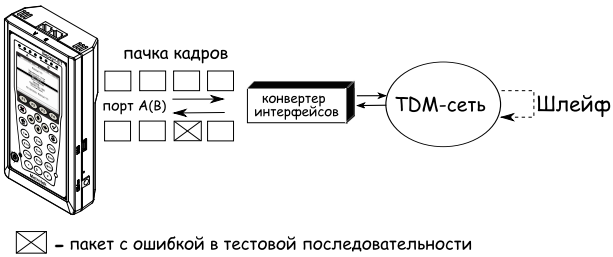 пачка кадров
порт А(В)
конвертер
интерфейсов
TDM-сеть
Шлейф
– пакет с ошибкой в тестовой последовательности